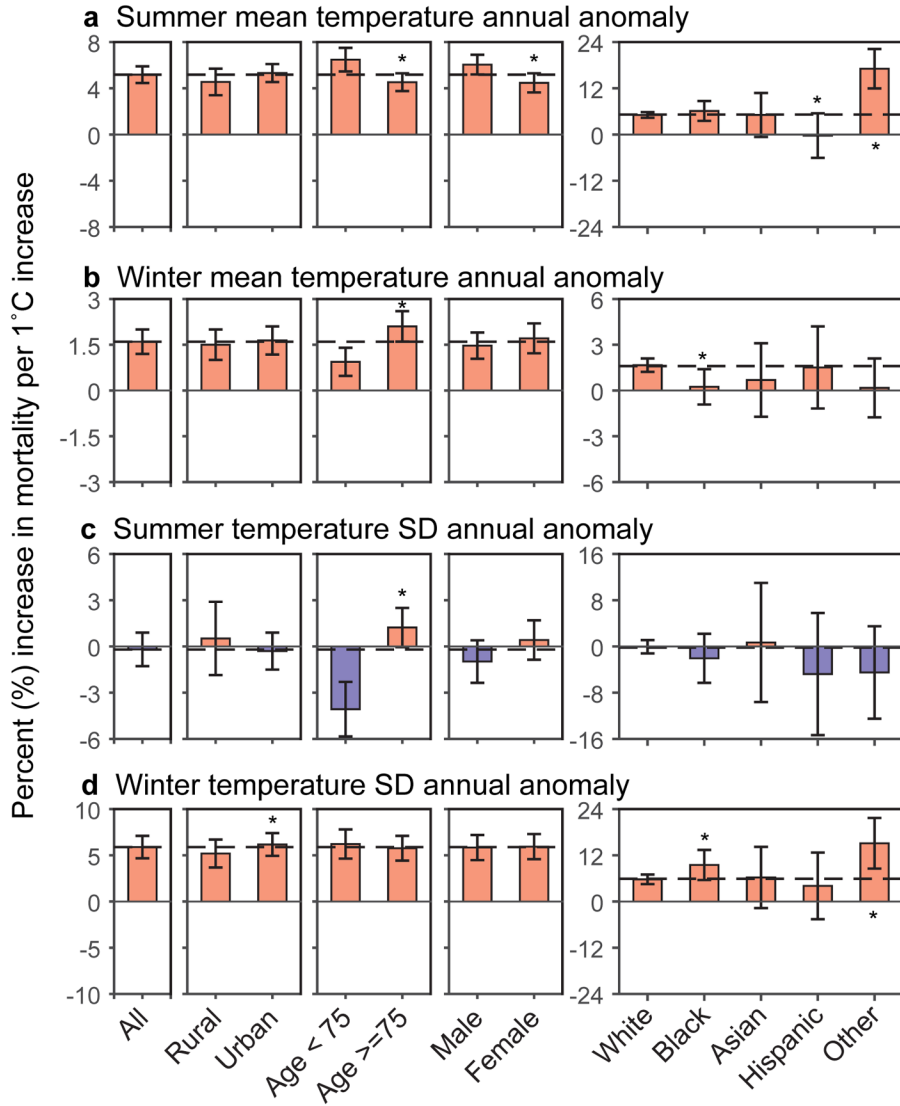 Percent (%) increase in mortality per 1˚C increase
a Summer mean temperature annual anomaly
8
4
0
-4
-8
*
*
24
12
0
-12
-24
*
*
b Winter mean temperature annual anomaly
3
1.5
0
-1.5
-3
*
6
3
0
-3
-6
*
c Summer temperature SD annual anomaly
6
3
0
-3
-6
*
16
8
0
-8
-16
d Winter temperature SD annual anomaly
10
5
0
-5
-10
*
24
12
0
-12
-24
*
*
All
Rural
Urban
Age < 75
Age >=75
Male
Female
White
Black
Asian
Hispanic
Other